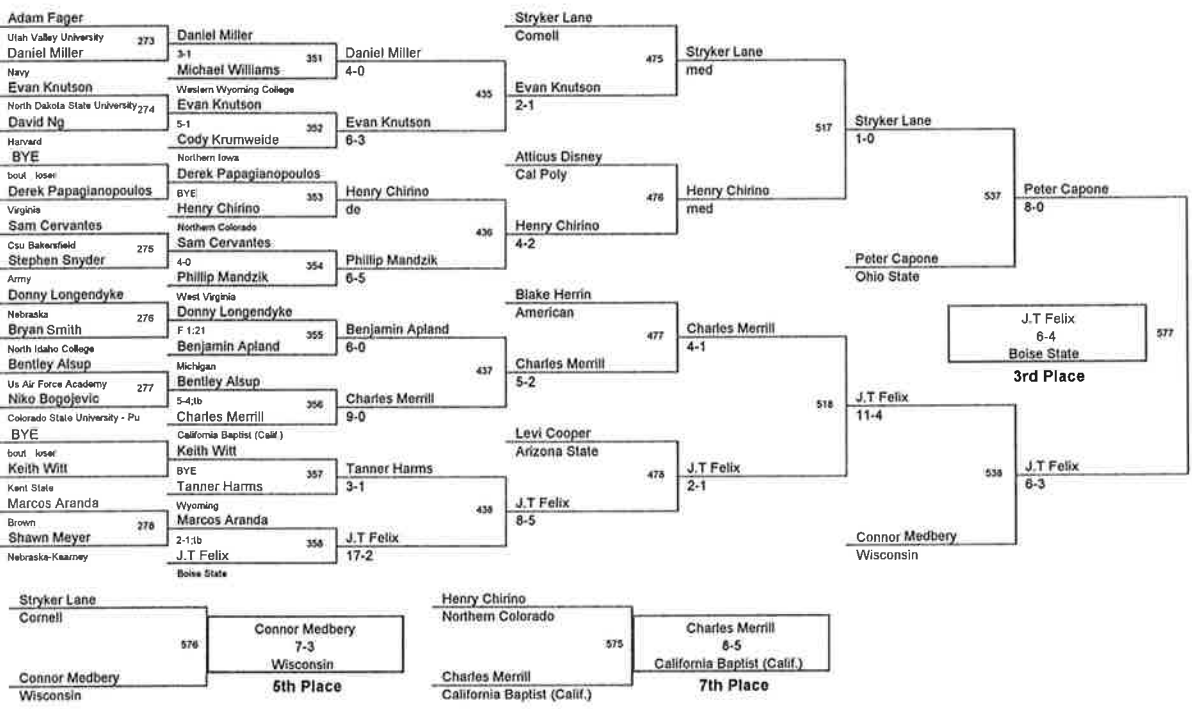 Adam Fager
Utah Valley University
273
Daniel Miller
Navy
Evan Knutson
North Dakota State University
274
David Ng
Harvard
BYE
bout loser
Derek Papagianopoulos
Virginia
Sam Cervantes
Csu Bakersfield
275
Stephen Snyder
Army
Donny Longendyke
Nebraska
276
Bryan Smith
North Idaho College
Bentley Alsup
Us Air Force Academy
277
Niko Bogojevic
Colorado State University - Pu
BYE
bout loser
Keith Witt
Kent State
Marcos Aranda
Brown
278
Shawn Meyer
Nebraska-Kearney
Daniel Miller
3-1
351
Michael Williams
Western Wyoming College
Evan Knutson
5-1
352
Cody Krumweide
Northern Iowa
Derek Papagianopoulos
BYE
353
Henry Chirino
Northern Colorado
Sam Cervantes
4-0
354
Phillip Mandzik
West Virginia
Donny Longendyke
F 1:21
355
Benjamin Apland
Michigan
Bentley Alsup
5-4;tb
356
Charles Merrill
California Baptist (Calif.)
Keith Witt
BYE
357
Tanner Harms
Wyoming
Marcos Aranda
2-1;tb
358
J.T Felix
Boise State
Daniel Miller
4-0
435
Evan Knutson
6-3
Henry Chirino
de
436
Phillip Mandzik
6-5
Benjamin Apland
6-0
437
Charles Merrill
9-0
Tanner Harms
3-1
438
J.T Felix
17-2
Stryker Lane
Cornell
475
Evan Knutson
2-1
Atticus Disney
Cal Poly
476
Henry Chirino
4-2
Blake Herrin
American
477
Charles Merrill
5-2
Levi Cooper
Arizona State
478
J.T Felix
8-5
Stryker Lane
med
517
Henry Chirino
med
Charles Merrill
4-1
518
J.T Felix
2-1
Stryker Lane
1-0
537
Peter Capone
Ohio State
J.T Felix
11-4
538
Connor Medbery
Wisconsin
Peter Capone
8-0
577
J.T Felix
6-3
J.T Felix
6-4
Boise State
3rd Place
Stryker Lane
Cornell
576
Connor Medbery
Wisconsin
Connor Medbery
7-3
Wisconsin
5th Place
Henry Chirino
Northern Colorado
575
Charles Merrill
California Baptist (Calif.)
Charles Merrill
6-5
California Baptist (Calif.)
7th Place